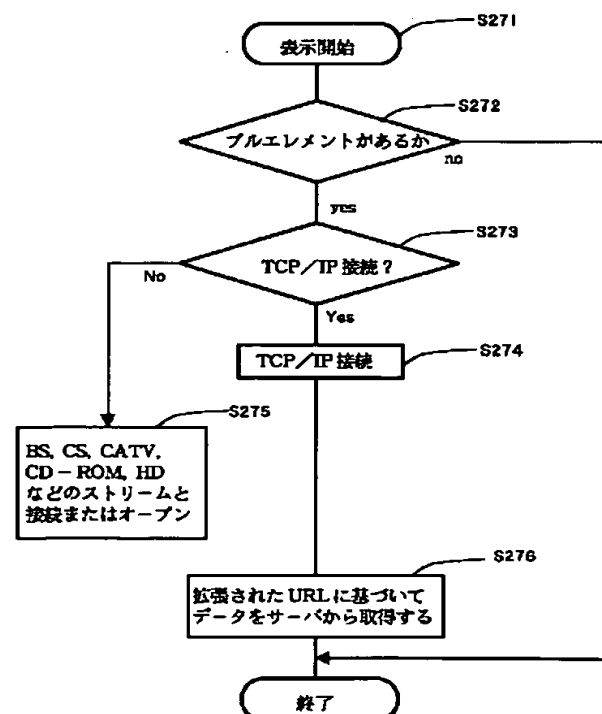 S271
表示開始
S272
プルエレメントがあるか
no
yes
S273
TCP／IP 接続？
No
Yes
S274
TCP／IP 接続
S275
BS, CS, CATV,
CD－ROM, HD
などのストリームと
接続またはオープン
S276
拡張された URL に基づいて
データをサーバから取得する
終了